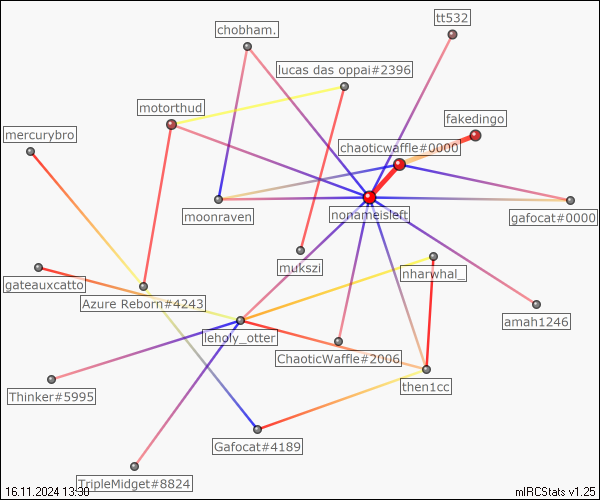 tt532
chobham.
lucas das oppai#2396
motorthud
fakedingo
mercurybro
chaoticwaffle#0000
moonraven
nonameisleft
gafocat#0000
mukszi
nharwhal_
gateauxcatto
Azure Reborn#4243
amah1246
leholy_otter
ChaoticWaffle#2006
then1cc
Thinker#5995
Gafocat#4189
TripleMidget#8824
16.11.2024 13:30
mIRCStats v1.25